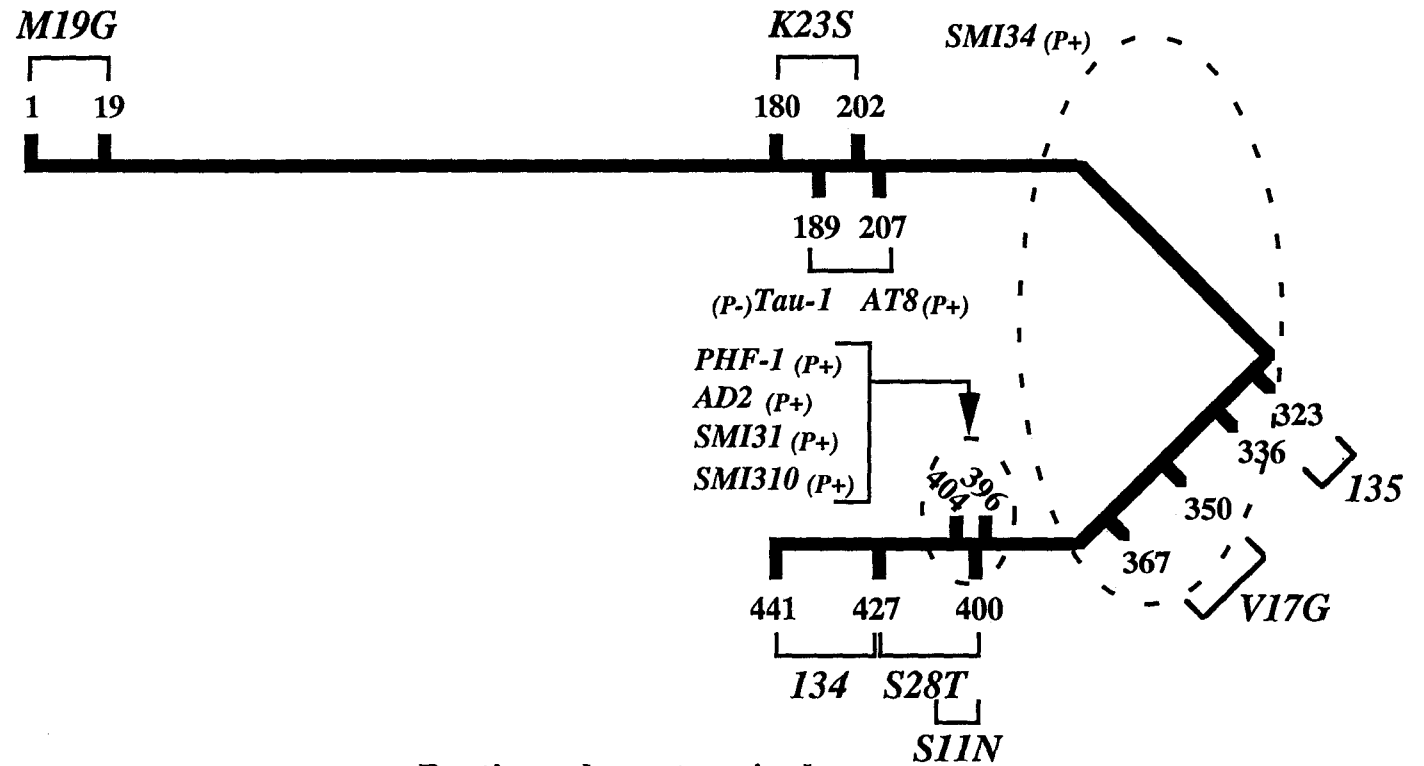 M19G K23S SMI34 (P+)
1 19 180 202
189 207
(P-)Tau-1 AT8(P+)
PHF-1 (P+)
AD2 (P+)
SMI31 (P+)
SMI310 (P+)
404 396
323
336
135
350
367
V17G
441 427 400
134 S28T
S11N